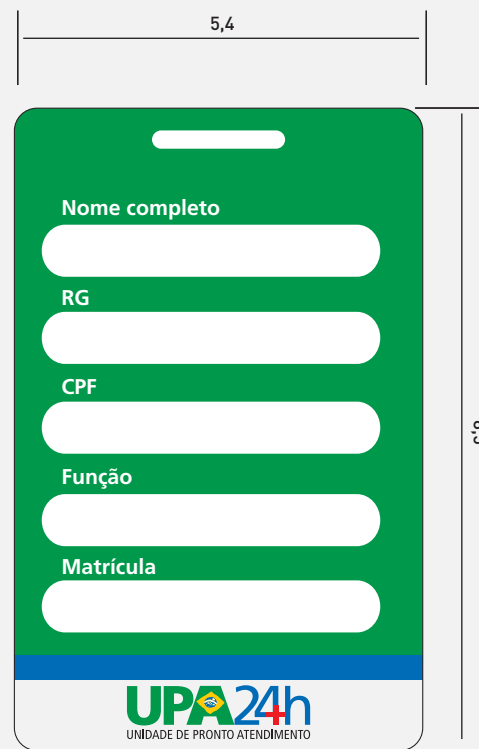 5,4
Nome completo
RG
CPF
Função
Matrícula
UPA24h
UNIDADE DE PRONTO ATENDIMENTO